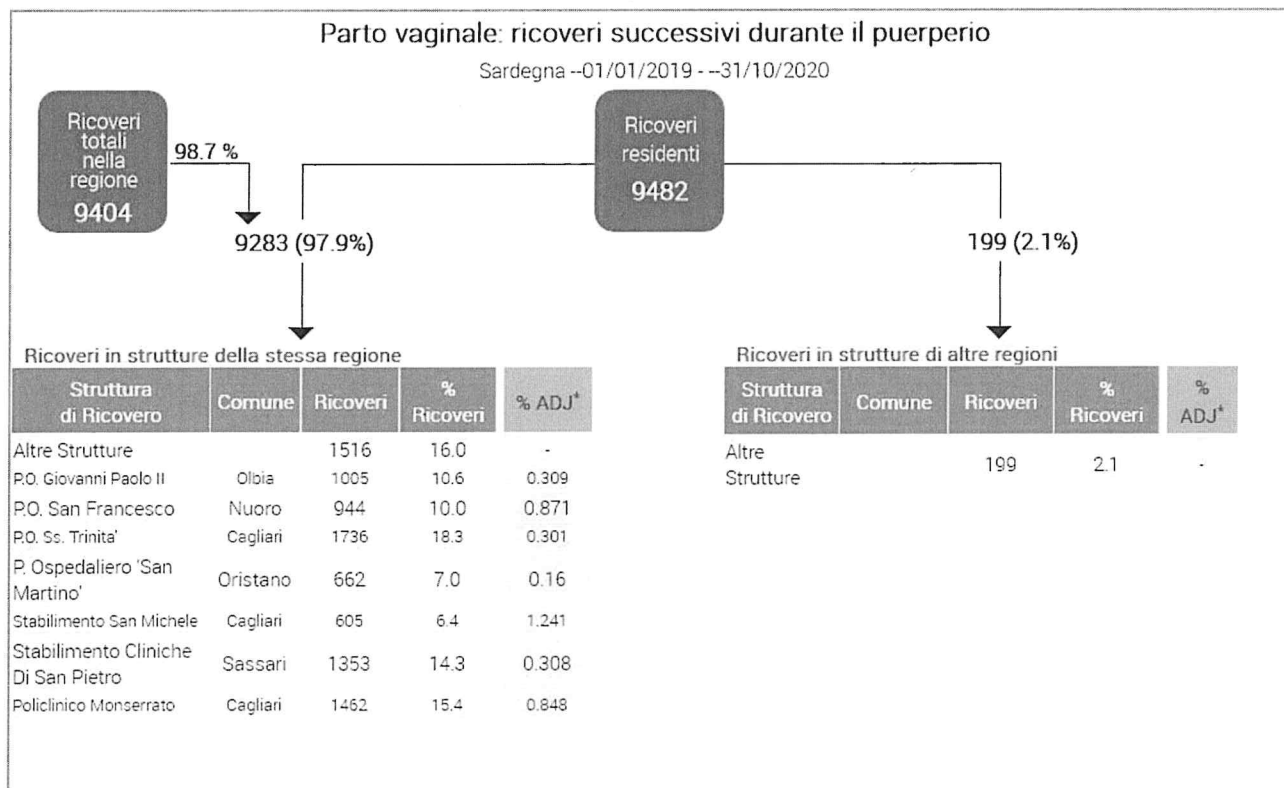 Parto vaginale: ricoveri successivi durante il puerperio
Sardegna --01/01/2019 - --31/10/2020
Ricoveri
totali
nella
regione
9404
98.7 %
Ricoveri
residenti
9482
9283 (97.9%)
199 (2.1%)
Ricoveri in strutture della stessa regione
Struttura di Ricovero Comune Ricoveri % Ricoveri % ADJ*
Altre Strutture 1516 16.0 -
P.O. Giovanni Paolo II Olbia 1005 10.6 0.309
P.O. San Francesco Nuoro 944 10.0 0.871
P.O. Ss. Trinita' Cagliari 1736 18.3 0.301
P. Ospedaliero 'San
Martino' Oristano 662 7.0 0.16
Stabilimento San Michele Cagliari 605 6.4 1.241
Stabilimento Cliniche
Di San Pietro Sassari 1353 14.3 0.308
Policlinico Monserrato Cagliari 1462 15.4 0.848
Ricoveri in strutture di altre regioni
Struttura di Ricovero Comune Ricoveri % Ricoveri % ADJ*
Altre
Strutture 199 2.1 -